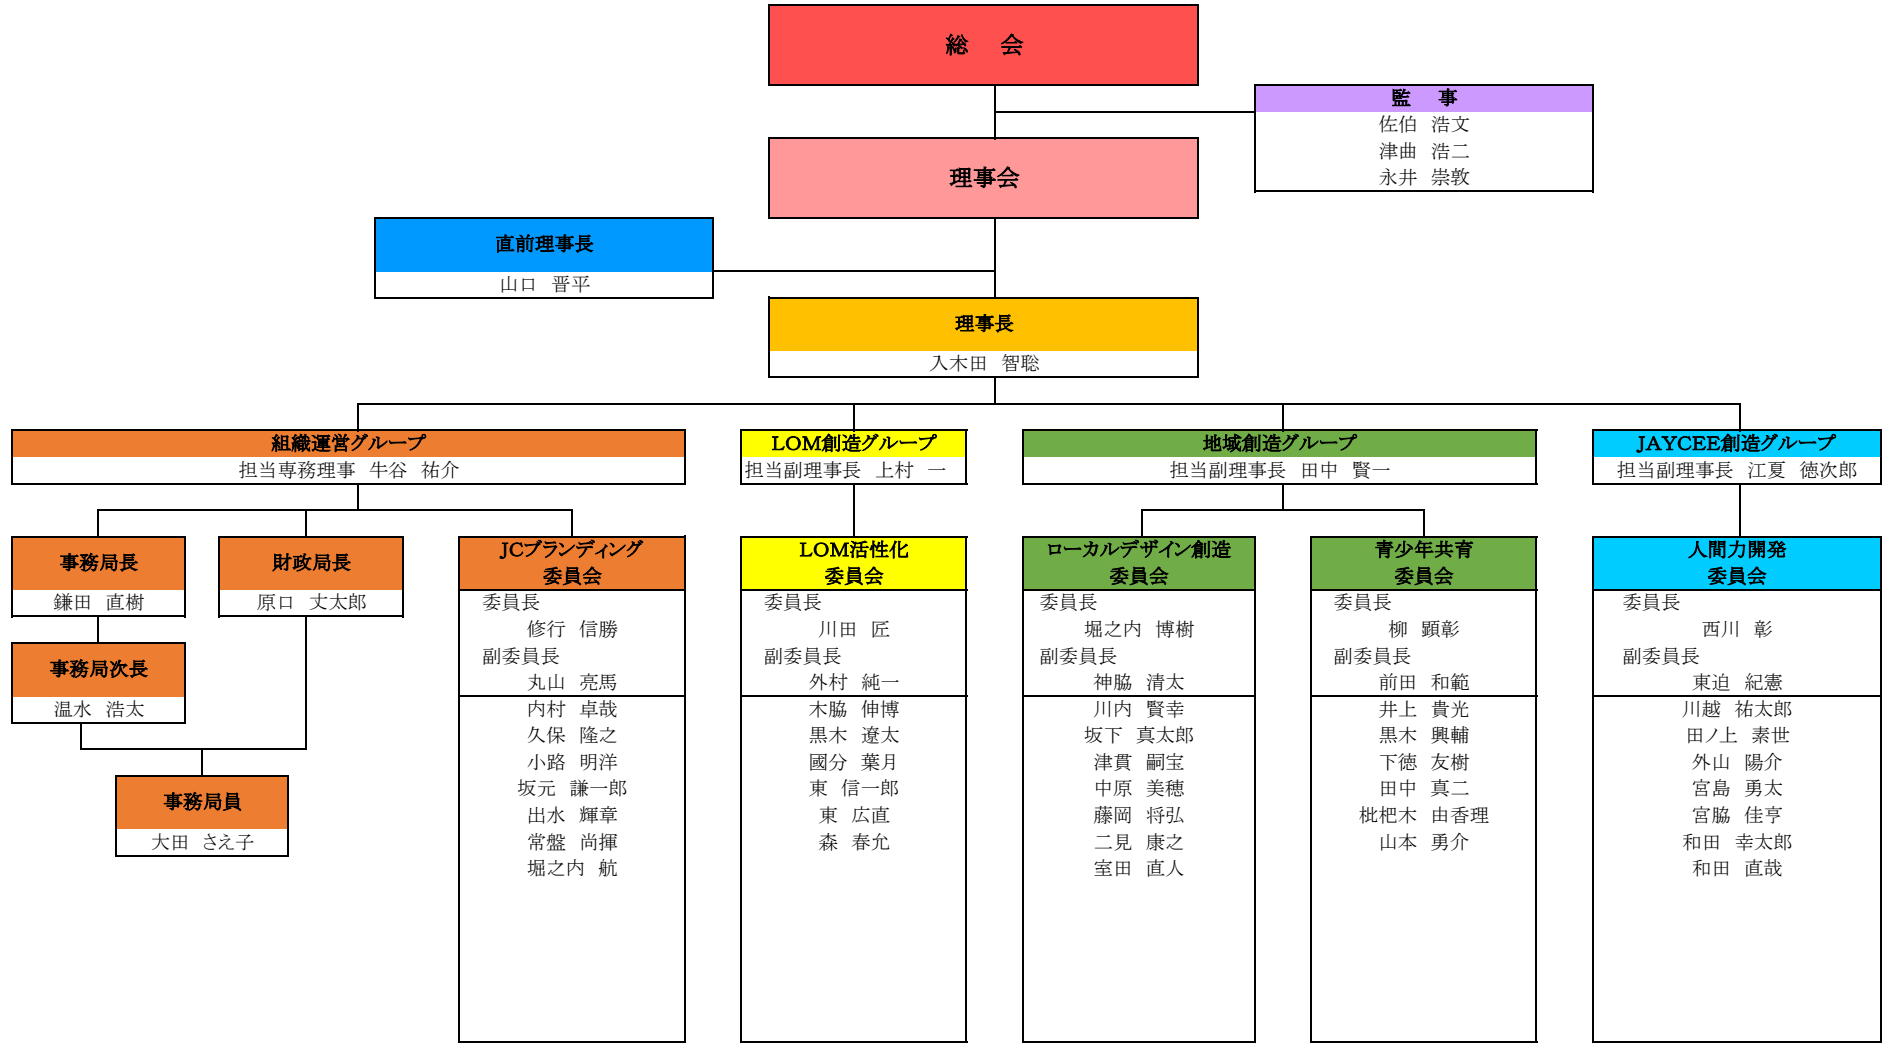 総　会
監　事
佐伯　浩文
津曲　浩二
永井　崇敦
理事会
直前理事長
山口　晋平
理事長
入木田　智聡
組織運営グループ
担当専務理事　牛谷　祐介
LOM創造グループ
担当副理事長　上村　一
地域創造グループ
担当副理事長　田中　賢一
JAYCEE創造グループ
担当副理事長　江夏　徳次郎
事務局長
鎌田　直樹
事務局次長
温水　浩太
財政局長
原口　丈太郎
事務局員
大田　さえ子
JCブランディング
委員会
委員長
修行　信勝
副委員長
丸山　亮馬
内村　卓哉
久保　隆之
小路　明洋
坂元　謙一郎
出水　輝章
常盤　尚揮
堀之内　航
LOM活性化
委員会
委員長
川田　匠
副委員長
外村　純一
木脇　伸博
黒木　遼太
國分　葉月
東　信一郎
東　広直
森　春允
ローカルデザイン創造
委員会
委員長
堀之内　博樹
副委員長
神脇　清太
川内　賢幸
坂下　真太郎
津貫　嗣宝
中原　美穂
藤岡　将弘
二見　康之
室田　直人
青少年共育
委員会
委員長
柳　顕彰
副委員長
前田　和範
井上　貴光
黒木　興輔
下徳　友樹
田中　真二
枇杷木　由香理
山本　勇介
人間力開発
委員会
委員長
西川　彰
副委員長
東迫　紀憲
川越　祐太郎
田ノ上　素世
外山　陽介
宮島　勇太
宮脇　佳亨
和田　幸太郎
和田　直哉